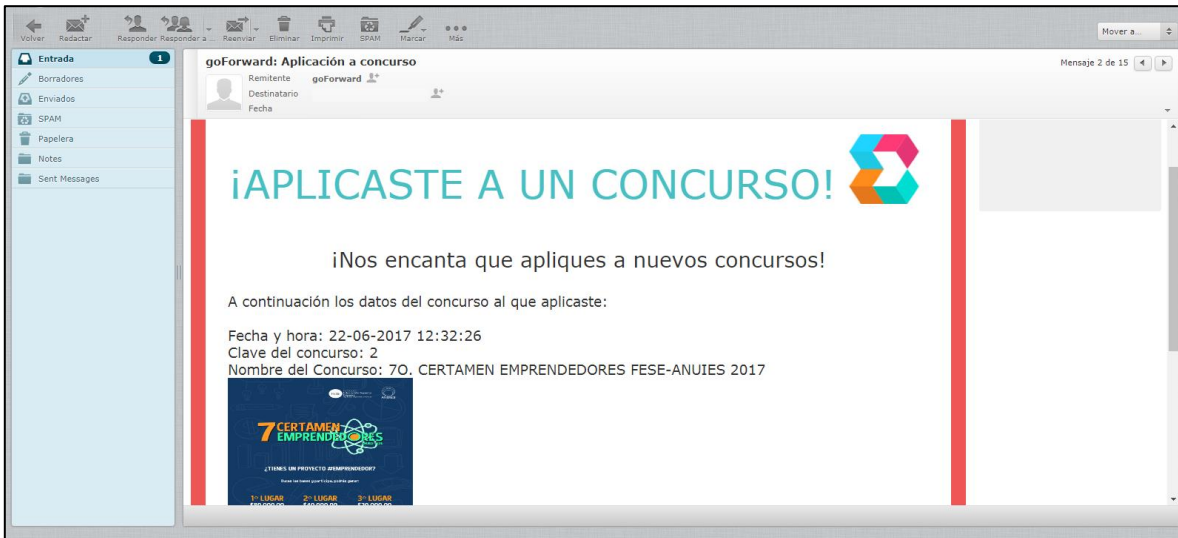 Volver Redactar Responder Responder a ... Reenviar Eliminar Imprimir SPAM Marcar Más
Mover a...
Entrada 1
Borradores
Enviados
SPAM
Papelera
Notes
Sent Messages
goForward: Aplicación a concurso
Mensaje 2 de 15
Remitente goForward
Destinatario
Fecha
¡APLICASTE A UN CONCURSO!
¡Nos encanta que apliques a nuevos concursos!
A continuación los datos del concurso al que aplicaste:
Fecha y hora: 22-06-2017 12:32:26
Clave del concurso: 2
Nombre del Concurso: 7O. CERTAMEN EMPRENDEDORES FESE-ANUIES 2017
7 CERTAMEN
EMPRENDEDORES
¿TIENES UN PROYECTO #EMPRENDEDOR?
1er LUGAR 2º LUGAR 3er LUGAR